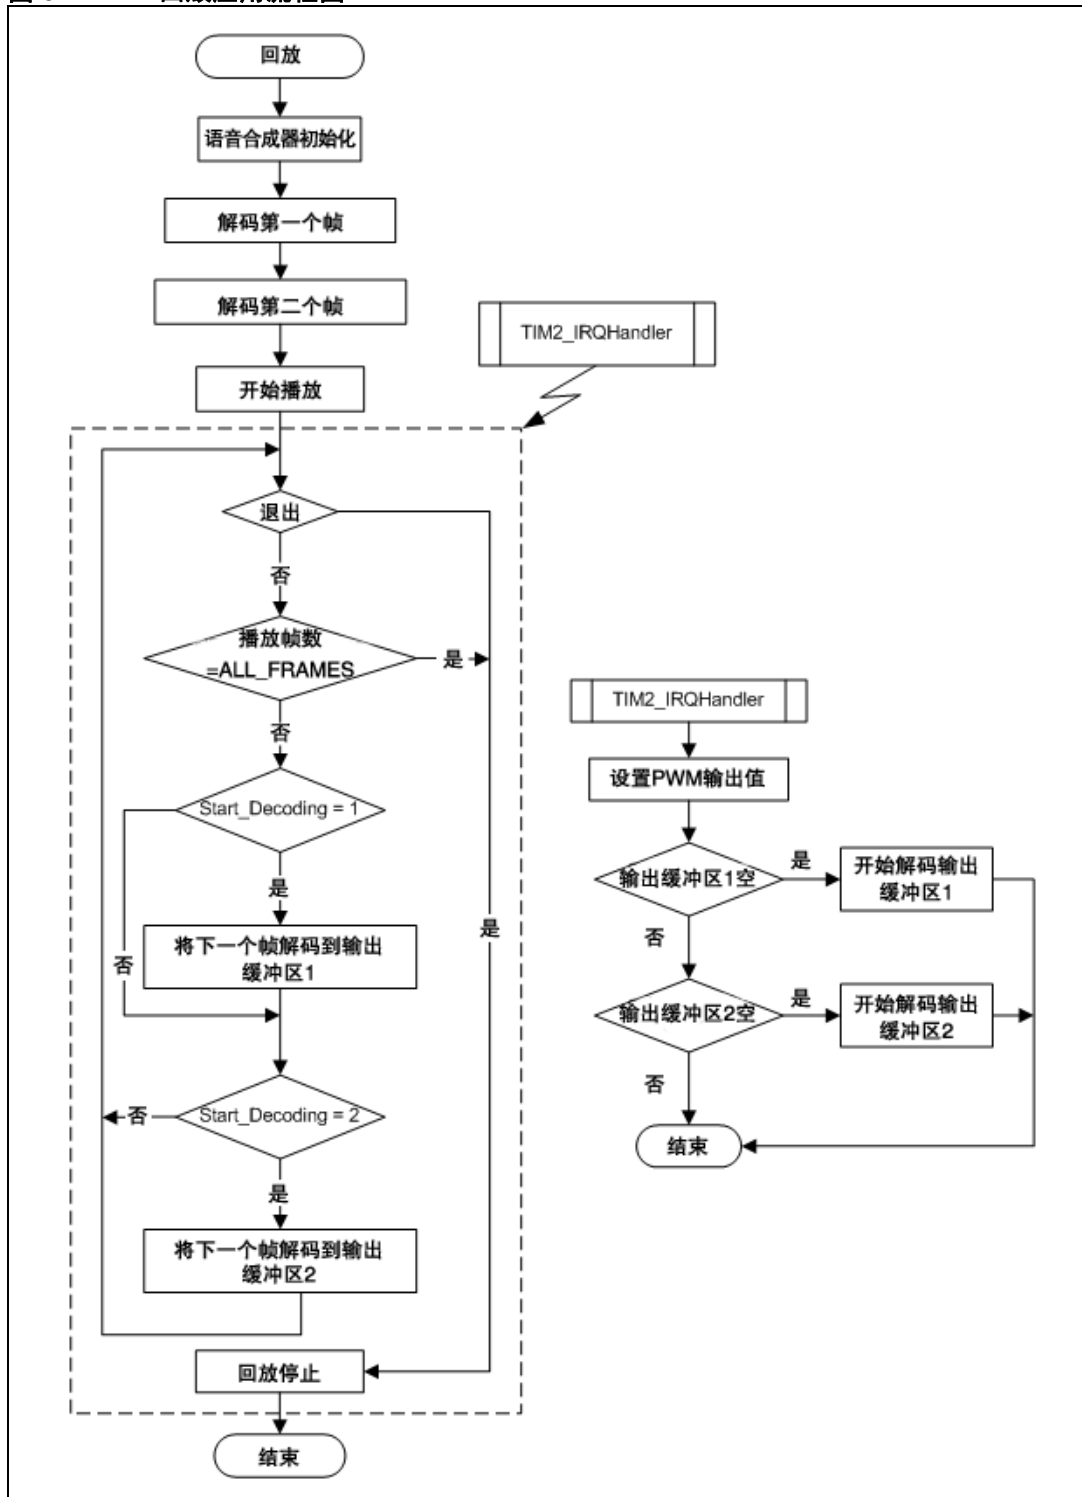 回放
语音合成器初始化
解码第一个帧
解码第二个帧
开始播放
TIM2_IRQHandler
退出
否
播放帧数
=ALL_FRAMES
是
否
Start_Decoding = 1
是
否
将下一个帧解码到输出
缓冲区1
是
Start_Decoding = 2
否
是
将下一个帧解码到输出
缓冲区2
回放停止
结束
TIM2_IRQHandler
设置PWM输出值
输出缓冲区1空
是
开始解码输出
缓冲区1
否
输出缓冲区2空
是
开始解码输出
缓冲区2
否
结束